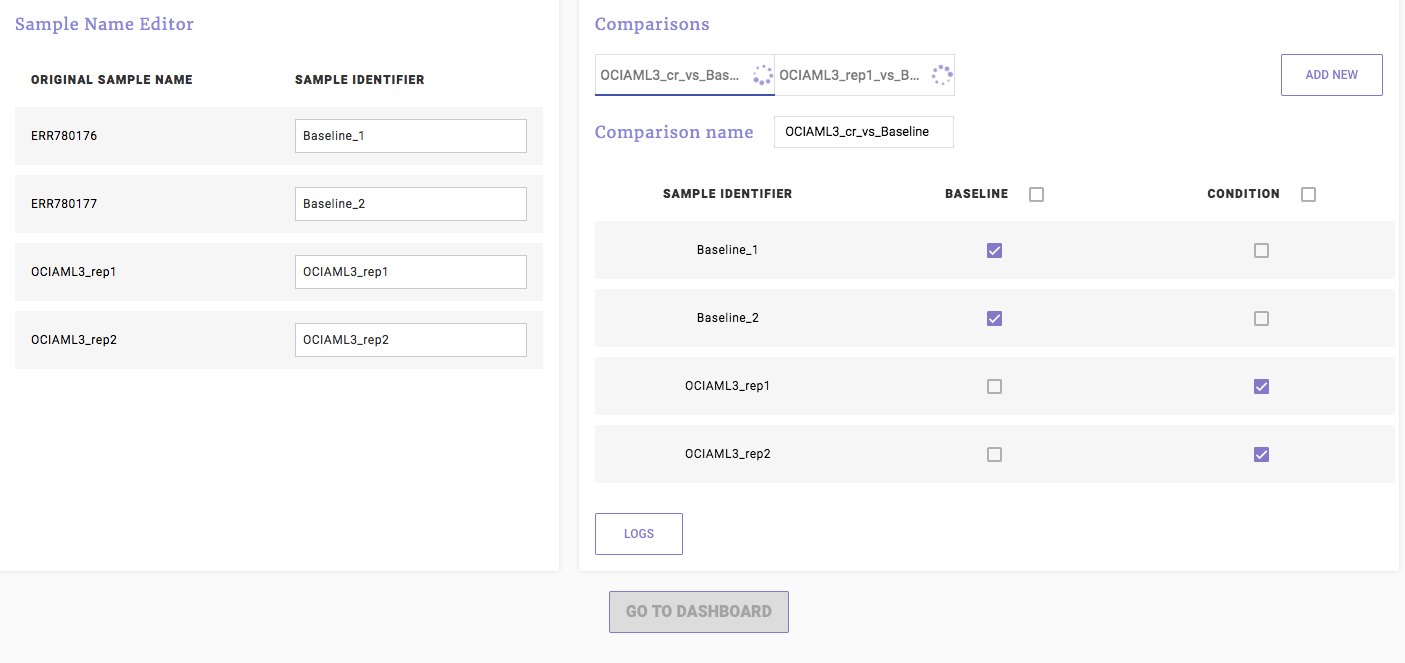 Sample Name Editor
ORIGINAL SAMPLE NAME SAMPLE IDENTIFIER
ERR780176 Baseline_1
ERR780177 Baseline_2
OCIAML3_rep1 OCIAML3_rep1
OCIAML3_rep2 OCIAML3_rep2
Comparisons
OCIAML3_cr_vs_Bas... OCIAML3_rep1_vs_B... ADD NEW
Comparison name OCIAML3_cr_vs_Baseline
SAMPLE IDENTIFIER BASELINE CONDITION
Baseline_1
Baseline_2
OCIAML3_rep1
OCIAML3_rep2
LOGS
GO TO DASHBOARD